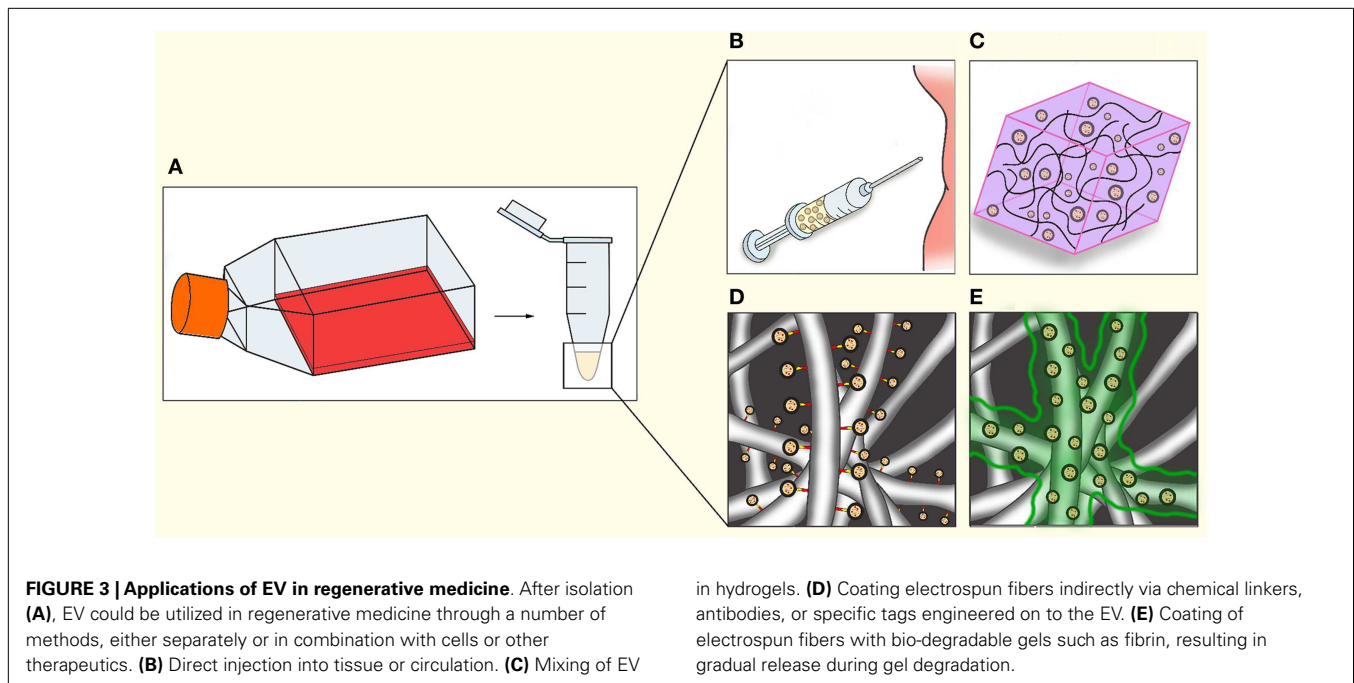 A
B
C
D
E
FIGURE 3 | Applications of EV in regenerative medicine. After isolation
(A), EV could be utilized in regenerative medicine through a number of
methods, either separately or in combination with cells or other
therapeutics. (B) Direct injection into tissue or circulation. (C) Mixing of EV
in hydrogels. (D) Coating electrospun fibers indirectly via chemical linkers,
antibodies, or specific tags engineered on to the EV. (E) Coating of
electrospun fibers with bio-degradable gels such as fibrin, resulting in
gradual release during gel degradation.